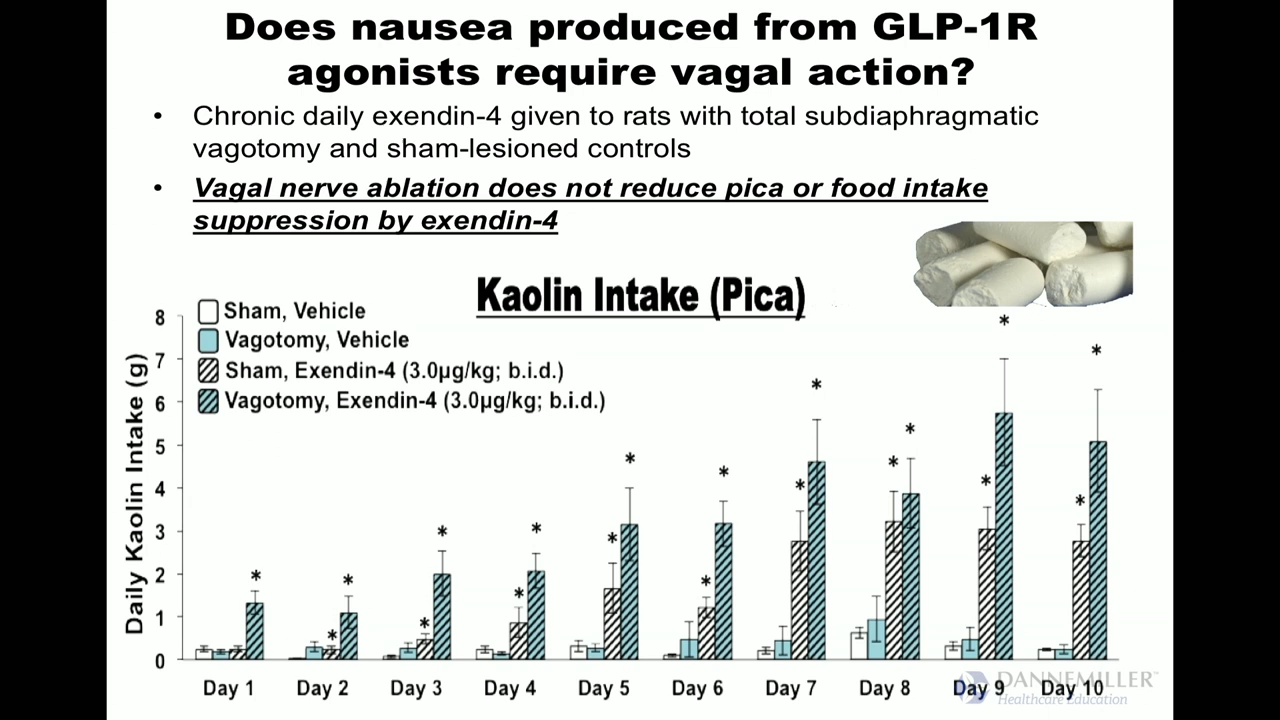 Does nausea produced from GLP-1R
agonists require vagal action?
• Chronic daily exendin-4 given to rats with total subdiaphragmatic
vagotomy and sham-lesioned controls
• Vagal nerve ablation does not reduce pica or food intake
suppression by exendin-4
Kaolin Intake (Pica)
Sham, Vehicle
Vagotomy, Vehicle
Sham, Exendin-4 (3.0µg/kg; b.i.d.)
Vagotomy, Exendin-4 (3.0µg/kg; b.i.d.)
Daily Kaolin Intake (g)
8
7
6
5
4
3
2
1
0
* * * * * * * * * * * * * * * * * * *
Day 1 Day 2 Day 3 Day 4 Day 5 Day 6 Day 7 Day 8 Day 9 Day 10
DANNEMILLER™
Healthcare Education